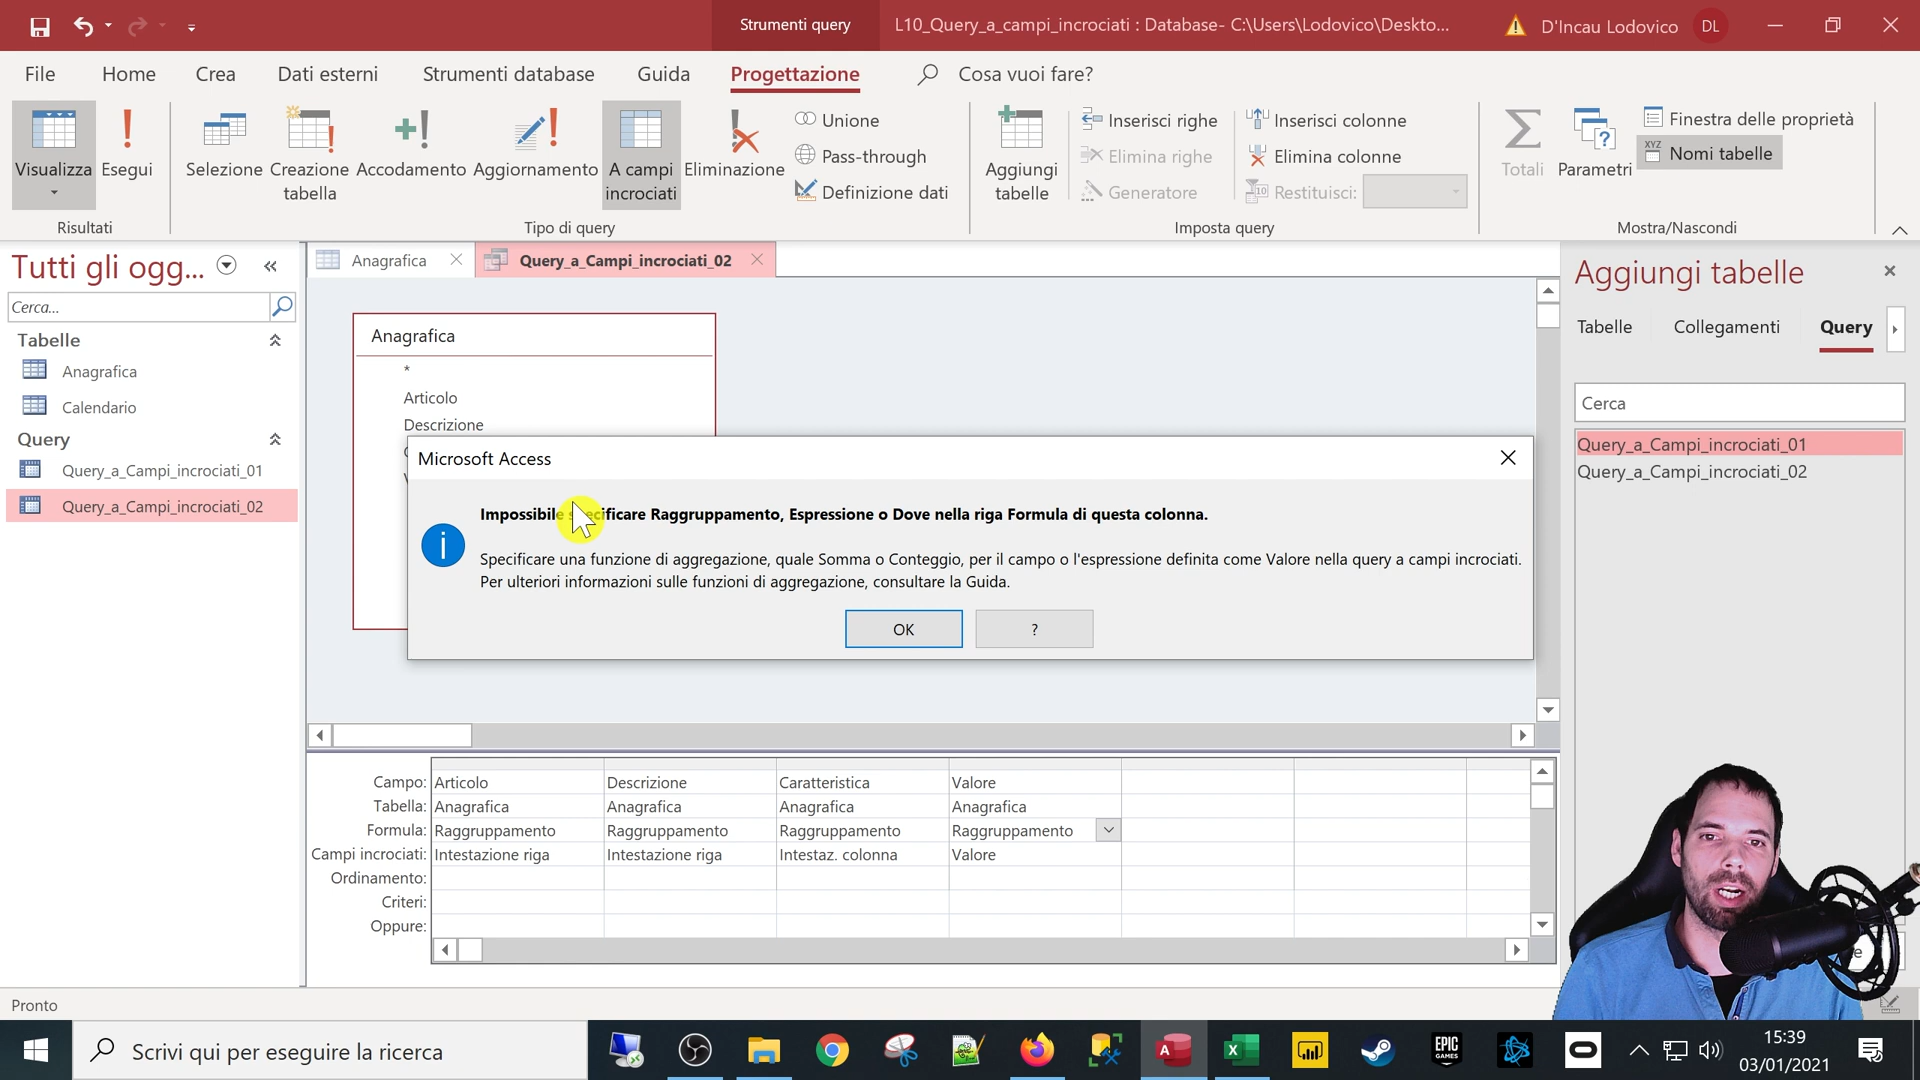 Strumenti query
L10_Query_a_campi_incrociati : Database- C:\Users\Lodovico\Deskto...
D'Incau Lodovico
DL
File
Home
Crea
Dati esterni
Strumenti database
Guida
Progettazione
Cosa vuoi fare?
Visualizza
Esegui
Risultati
Selezione
Creazione tabella
Accodamento
Aggiornamento
A campi incrociati
Eliminazione
Unione
Pass-through
Definizione dati
Tipo di query
Aggiungi tabelle
Inserisci righe
Elimina righe
Generatore
Inserisci colonne
Elimina colonne
Restituisci:
Imposta query
Totali
Parametri
Finestra delle proprietà
Nomi tabelle
Mostra/Nascondi
Tutti gli ogg...
Cerca...
Tabelle
Anagrafica
Calendario
Query
Query_a_Campi_incrociati_01
Query_a_Campi_incrociati_02
Anagrafica
Query_a_Campi_incrociati_02
Anagrafica
*
Articolo
Descrizione
Microsoft Access
Impossibile specificare Raggruppamento, Espressione o Dove nella riga Formula di questa colonna.
Specificare una funzione di aggregazione, quale Somma o Conteggio, per il campo o l'espressione definita come Valore nella query a campi incrociati.
Per ulteriori informazioni sulle funzioni di aggregazione, consultare la Guida.
OK
?
Campo: Articolo Descrizione Caratteristica Valore
Tabella: Anagrafica Anagrafica Anagrafica Anagrafica
Formula: Raggruppamento Raggruppamento Raggruppamento Raggruppamento
Campi incrociati: Intestazione riga Intestazione riga Intestaz. colonna Valore
Ordinamento:
Criteri:
Oppure:
Aggiungi tabelle
Tabelle
Collegamenti
Query
Cerca
Query_a_Campi_incrociati_01
Query_a_Campi_incrociati_02
Pronto
Scrivi qui per eseguire la ricerca
EPIC
GAMES
15:39
03/01/2021